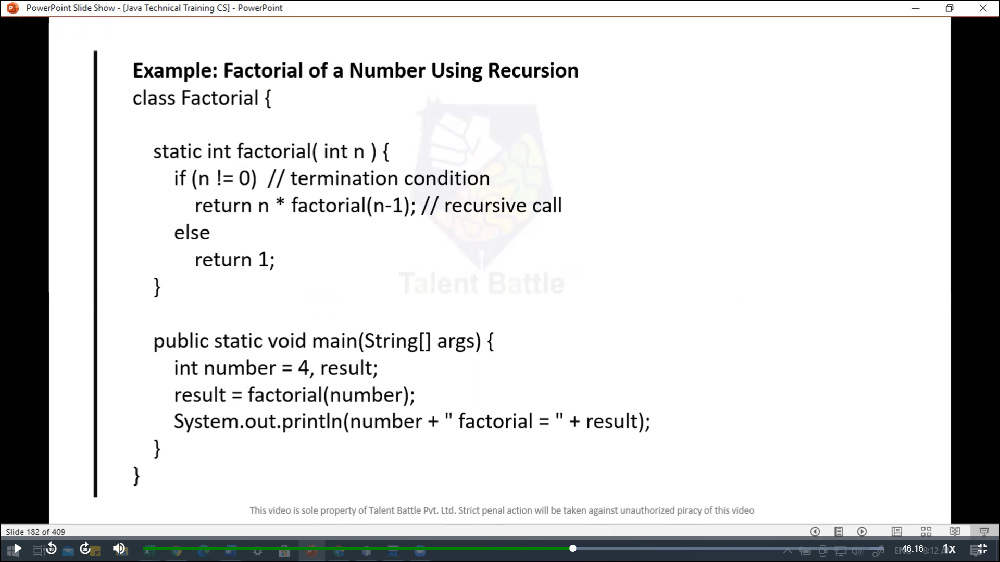 PowerPoint Slide Show - [Java Technical Training CS] - PowerPoint
Example: Factorial of a Number Using Recursion
class Factorial {
static int factorial( int n ) {
if (n != 0) // termination condition
return n * factorial(n-1); // recursive call
else
return 1;
}
Talent Battle
public static void main(String[] args) {
int number = 4, result;
result = factorial(number);
System.out.println(number + " factorial = " + result);
}
}
This video is sole property of Talent Battle Pvt. Ltd. Strict penal action will be taken against unauthorized piracy of this video
Slide 182 of 409
10
30
-46:16
1x